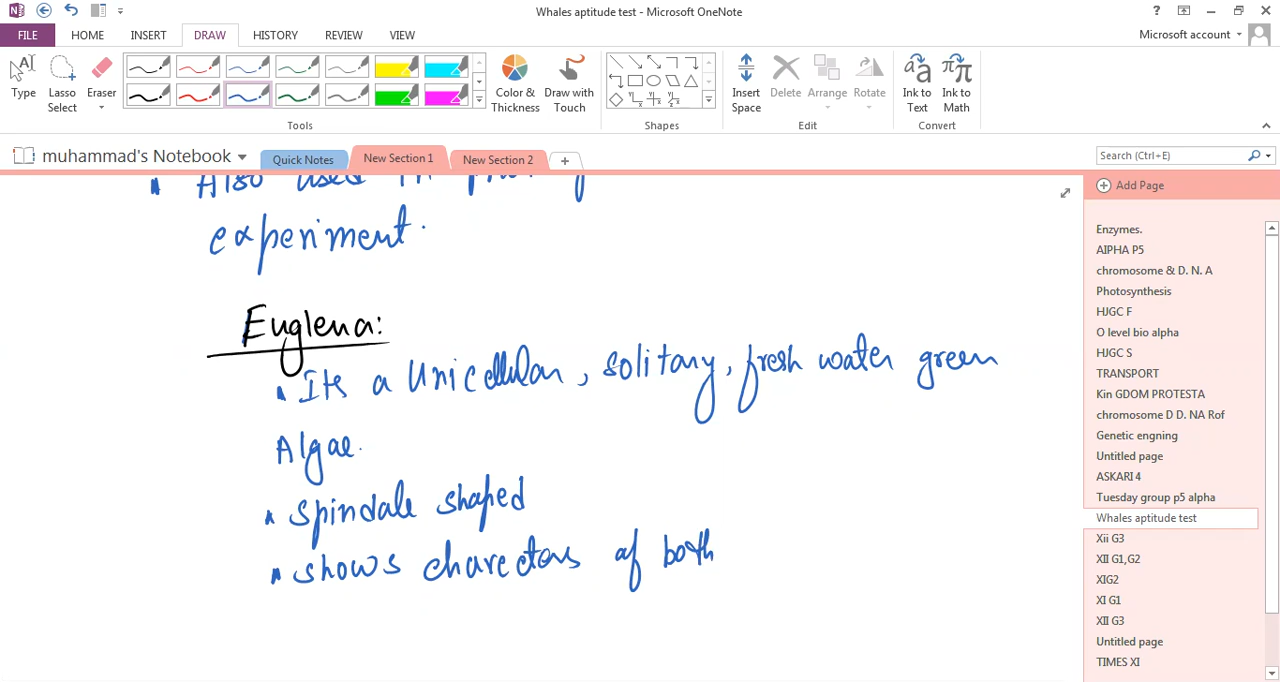 Whales aptitude test - Microsoft OneNote
?
FILE HOME INSERT DRAW HISTORY REVIEW VIEW
Microsoft account
Type Lasso Select Eraser
Color & Thickness Draw with Touch
Insert Space Delete Arrange Rotate
Ink to Text Ink to Math
Tools Shapes Edit Convert
muhammad's Notebook Quick Notes New Section 1 New Section 2 +
Search (Ctrl+E)
Add Page
Also used in
experiment.
Euglena:
Its a Unicellular, solitary, fresh water green
Algae.
spindale shaped
shows charectors of both
Enzymes.
AIPHA P5
chromosome & D. N. A
Photosynthesis
HJGC F
O level bio alpha
HJGC S
TRANSPORT
Kin GDOM PROTESTA
chromosome D D. NA Rof
Genetic engning
Untitled page
ASKARI 4
Tuesday group p5 alpha
Whales aptitude test
Xii G3
XII G1,G2
XIG2
XI G1
XII G3
Untitled page
TIMES XI